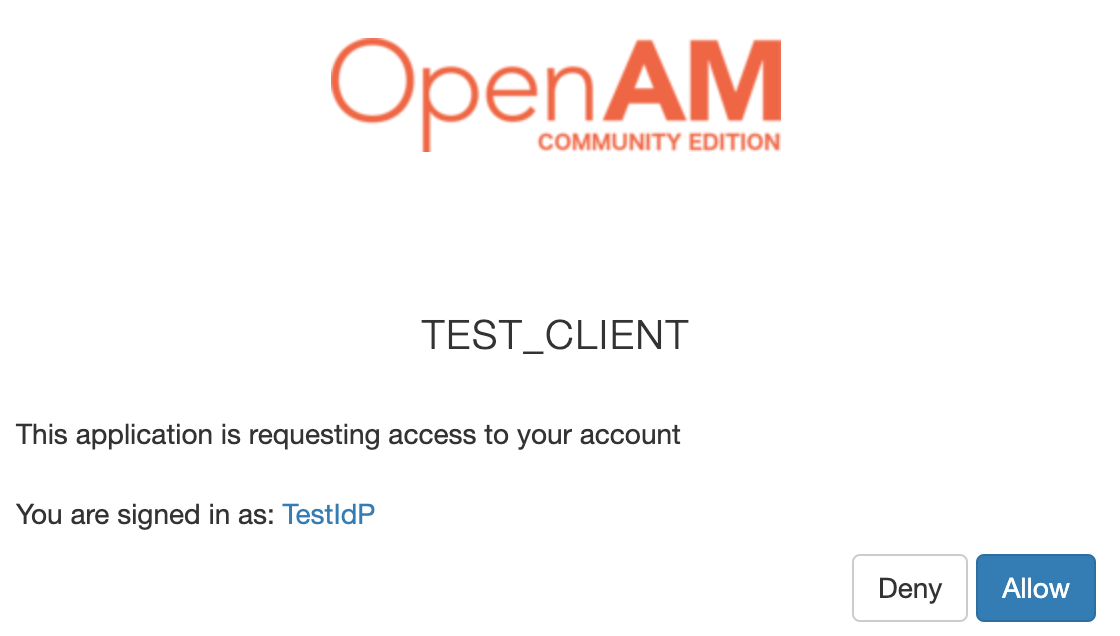 OpenAM
COMMUNITY EDITION
TEST_CLIENT
This application is requesting access to your account
You are signed in as: TestIdP
Deny Allow